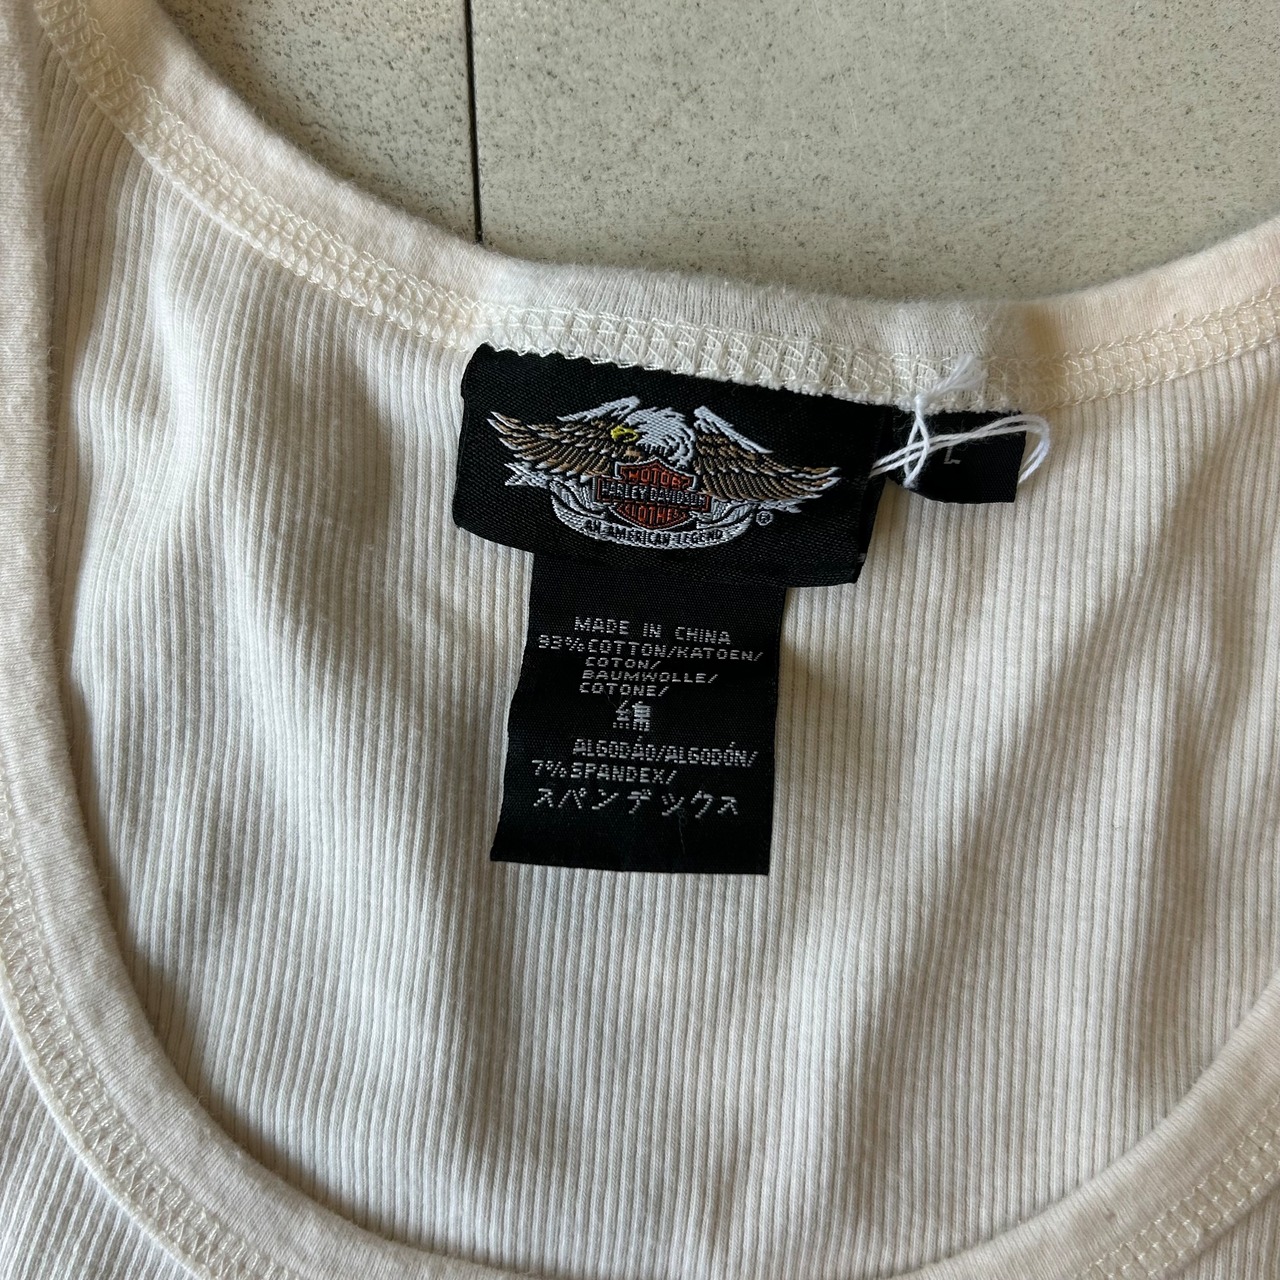 MOTOR
HARLEY-DAVIDSON
CLOTHES
AN AMERICAN LEGEND
®
L
MADE IN CHINA
93%COTTON/KATOEN/
COTON/
BAUMWOLLE/
COTONE/
綿
ALGODÃO/ALGODÓN/
7%SPANDEX/
スパンデックス